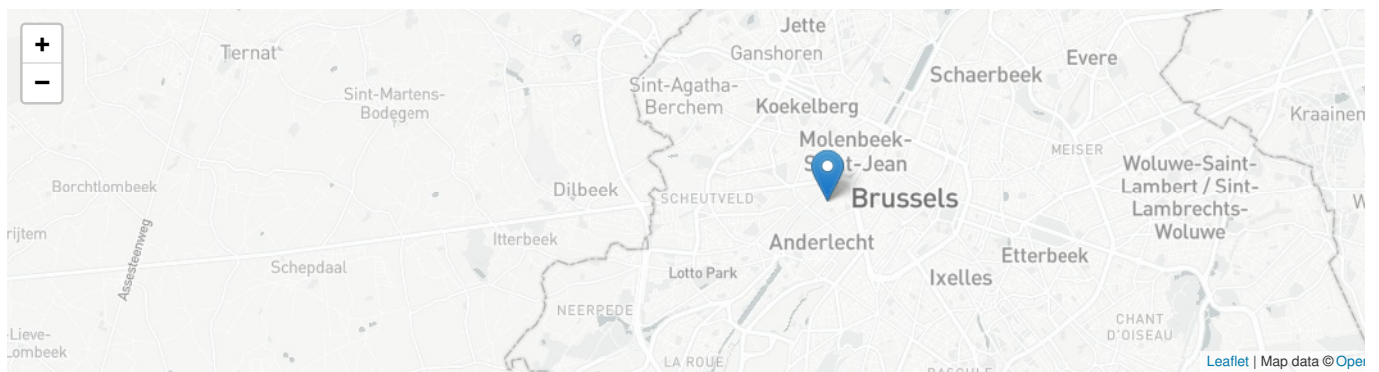 +
−
Jette
Ternat
Ganshoren
Evere
Schaerbeek
Sint-Agatha-
Berchem
Sint-Martens-
Bodegem
Koekelberg
Kraainen
Molenbeek-
t-Jean
MEISER
Woluwe-Saint-
Lambert / Sint-
Lambrechts-
Woluwe
Borchtlombeek
Dilbeek
SCHEUTVELD
Brussels
W
rijtem
Assesteenweg
Itterbeek
Anderlecht
Schepdaal
Lotto Park
Etterbeek
Ixelles
NEERPEDE
CHANT
D'OISEAU
-Lieve-
Lombeek
LA ROUE
Leaflet | Map data © Oper